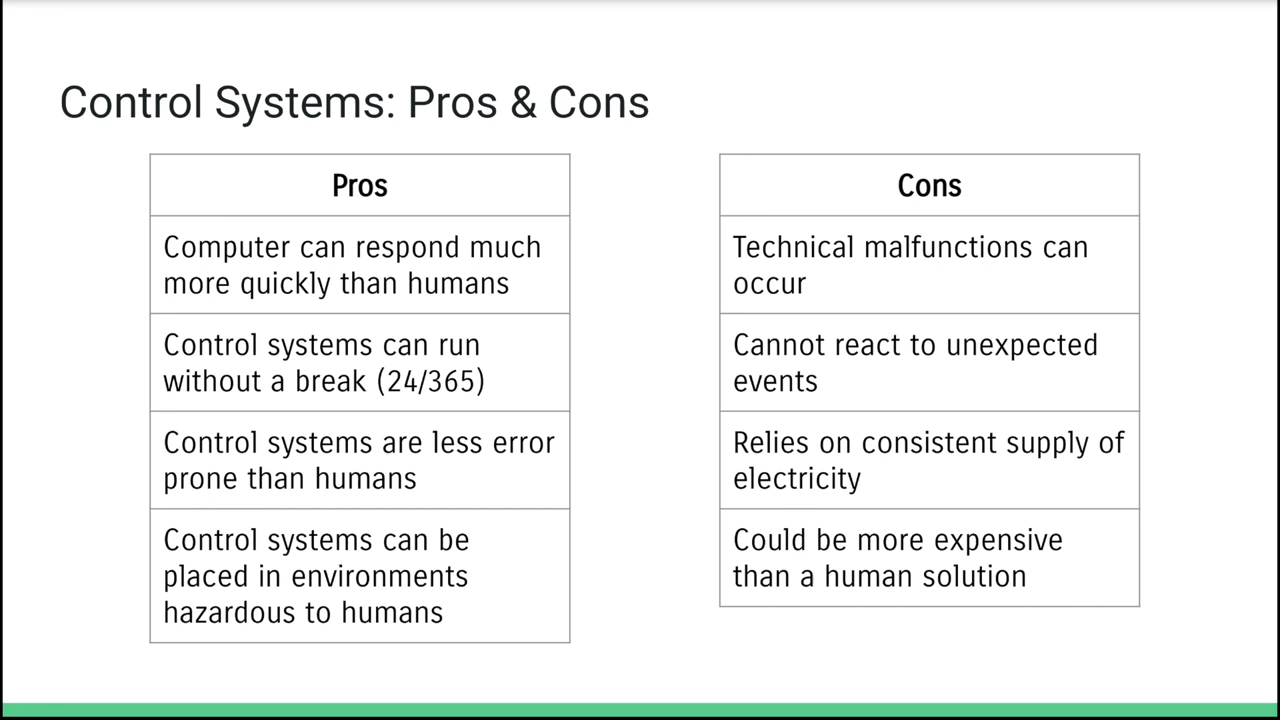 Control Systems: Pros & Cons
Pros
Computer can respond much
more quickly than humans
Control systems can run
without a break (24/365)
Control systems are less error
prone than humans
Control systems can be
placed in environments
hazardous to humans
Cons
Technical malfunctions can
occur
Cannot react to unexpected
events
Relies on consistent supply of
electricity
Could be more expensive
than a human solution